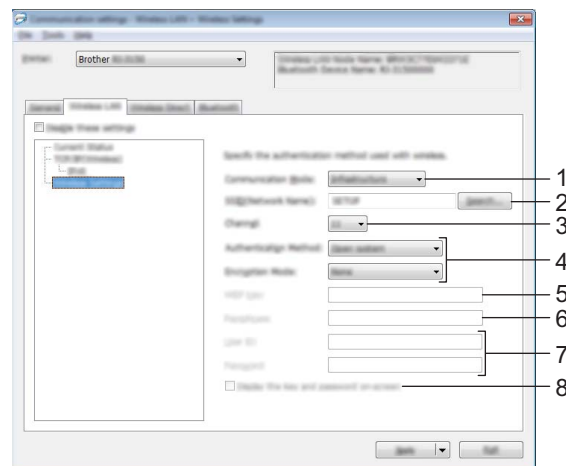 Communication settings - Wireless LAN - Wireless Settings
File Tools Help
Printer: Brother
Wireless LAN Node Name:
Bluetooth Device Name:
General Wireless LAN Wireless Direct Bluetooth
Disable these settings
Current Status
TCP/IP(Wireless)
IPv6
Wireless Settings
Specify the authentication method used with wireless.
Communication Mode: Infrastructure 1
SSID(Network Name): SETUP Search... 2
Channel: 11 3
Authentication Method: Open system
4
Encryption Mode: None
WEP key: 5
Passphrase: 6
User ID:
7
Password:
Display the key and password on-screen 8
Apply Exit